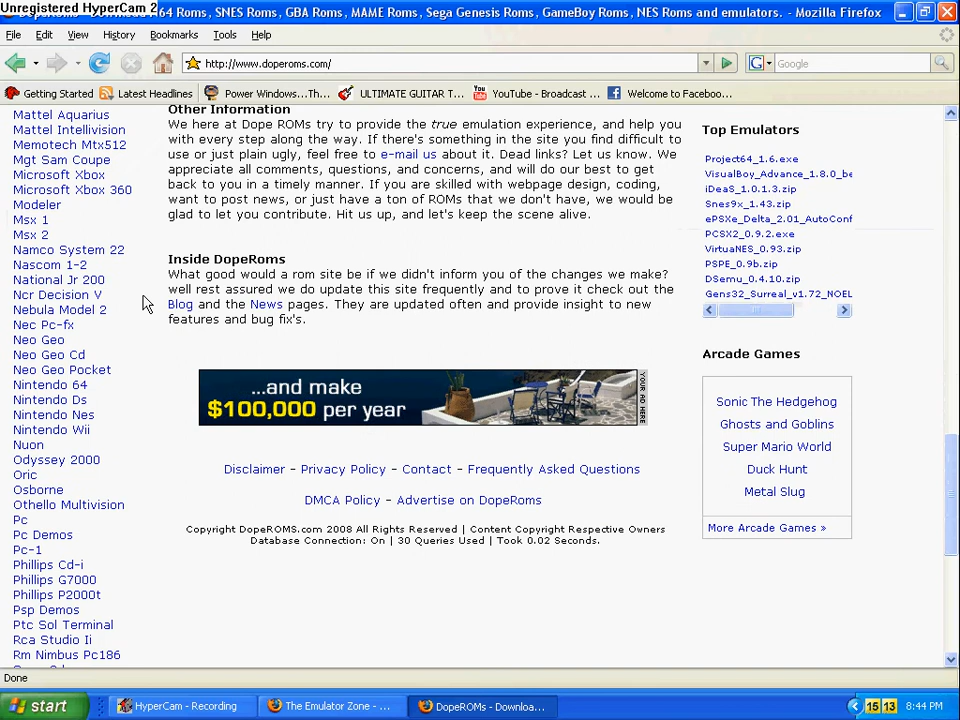 Unregistered HyperCam 2
Roms, SNES Roms, GBA Roms, MAME Roms, Sega Genesis Roms, GameBoy Roms, NES Roms and emulators. - Mozilla Firefox
File Edit View History Bookmarks Tools Help
http://www.doperoms.com/
Google
Getting Started Latest Headlines Power Windows...Th... ULTIMATE GUITAR T... YouTube - Broadcast ... Welcome to Faceboo...
Mattel Aquarius
Mattel Intellivision
Memotech Mtx512
Mgt Sam Coupe
Microsoft Xbox
Microsoft Xbox 360
Modeler
Msx 1
Msx 2
Namco System 22
Nascom 1-2
National Jr 200
Ncr Decision V
Nebula Model 2
Nec Pc-fx
Neo Geo
Neo Geo Cd
Neo Geo Pocket
Nintendo 64
Nintendo Ds
Nintendo Nes
Nintendo Wii
Nuon
Odyssey 2000
Oric
Osborne
Othello Multivision
Pc
Pc Demos
Pc-1
Phillips Cd-i
Phillips G7000
Phillips P2000t
Psp Demos
Ptc Sol Terminal
Rca Studio Ii
Rm Nimbus Pc186
Other Information
We here at Dope ROMs try to provide the true emulation experience, and help you
with every step along the way. If there's something in the site you find difficult to
use or just plain ugly, feel free to e-mail us about it. Dead links? Let us know. We
appreciate all comments, questions, and concerns, and will do our best to get
back to you in a timely manner. If you are skilled with webpage design, coding,
want to post news, or just have a ton of ROMs that we don't have, we would be
glad to let you contribute. Hit us up, and let's keep the scene alive.
Inside DopeRoms
What good would a rom site be if we didn't inform you of the changes we make?
well rest assured we do update this site frequently and to prove it check out the
Blog and the News pages. They are updated often and provide insight to new
features and bug fix's.
...and make
$100,000 per year
YOUR AD HERE
Disclaimer - Privacy Policy - Contact - Frequently Asked Questions
DMCA Policy - Advertise on DopeRoms
Copyright DopeROMS.com 2008 All Rights Reserved | Content Copyright Respective Owners
Database Connection: On | 30 Queries Used | Took 0.02 Seconds.
Top Emulators
Project64_1.6.exe
VisualBoy_Advance_1.8.0_be
iDeaS_1.0.1.3.zip
Snes9x_1.43.zip
ePSXe_Delta_2.01_AutoConf
PCSX2_0.9.2.exe
VirtuaNES_0.93.zip
PSPE_0.9b.zip
DSemu_0.4.10.zip
Gens32_Surreal_v1.72_NOEL
Arcade Games
Sonic The Hedgehog
Ghosts and Goblins
Super Mario World
Duck Hunt
Metal Slug
More Arcade Games »
Done
start HyperCam - Recording The Emulator Zone - ... DopeROMs - Downloa... 15 13 8:44 PM